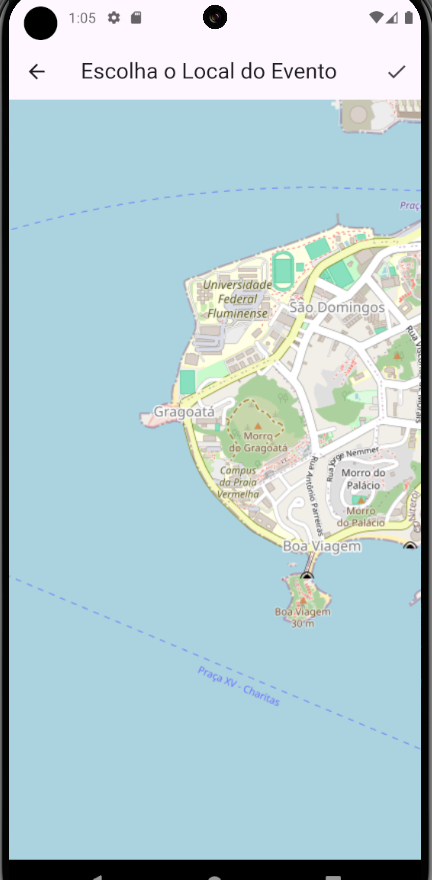 1:05
Escolha o Local do Evento
Universidade
Federal
Fluminense
São Domingos
Gragoatá
Morro
do Gragoatá
Campus
da Praia
Vermelha
Rua Antônio Parreiras
Rua Jorge Nemmer
Morro do
Palácio
Morro
do Palácio
Boa Viagem
Boa Viagem
30 m
Praça XV - Charitas